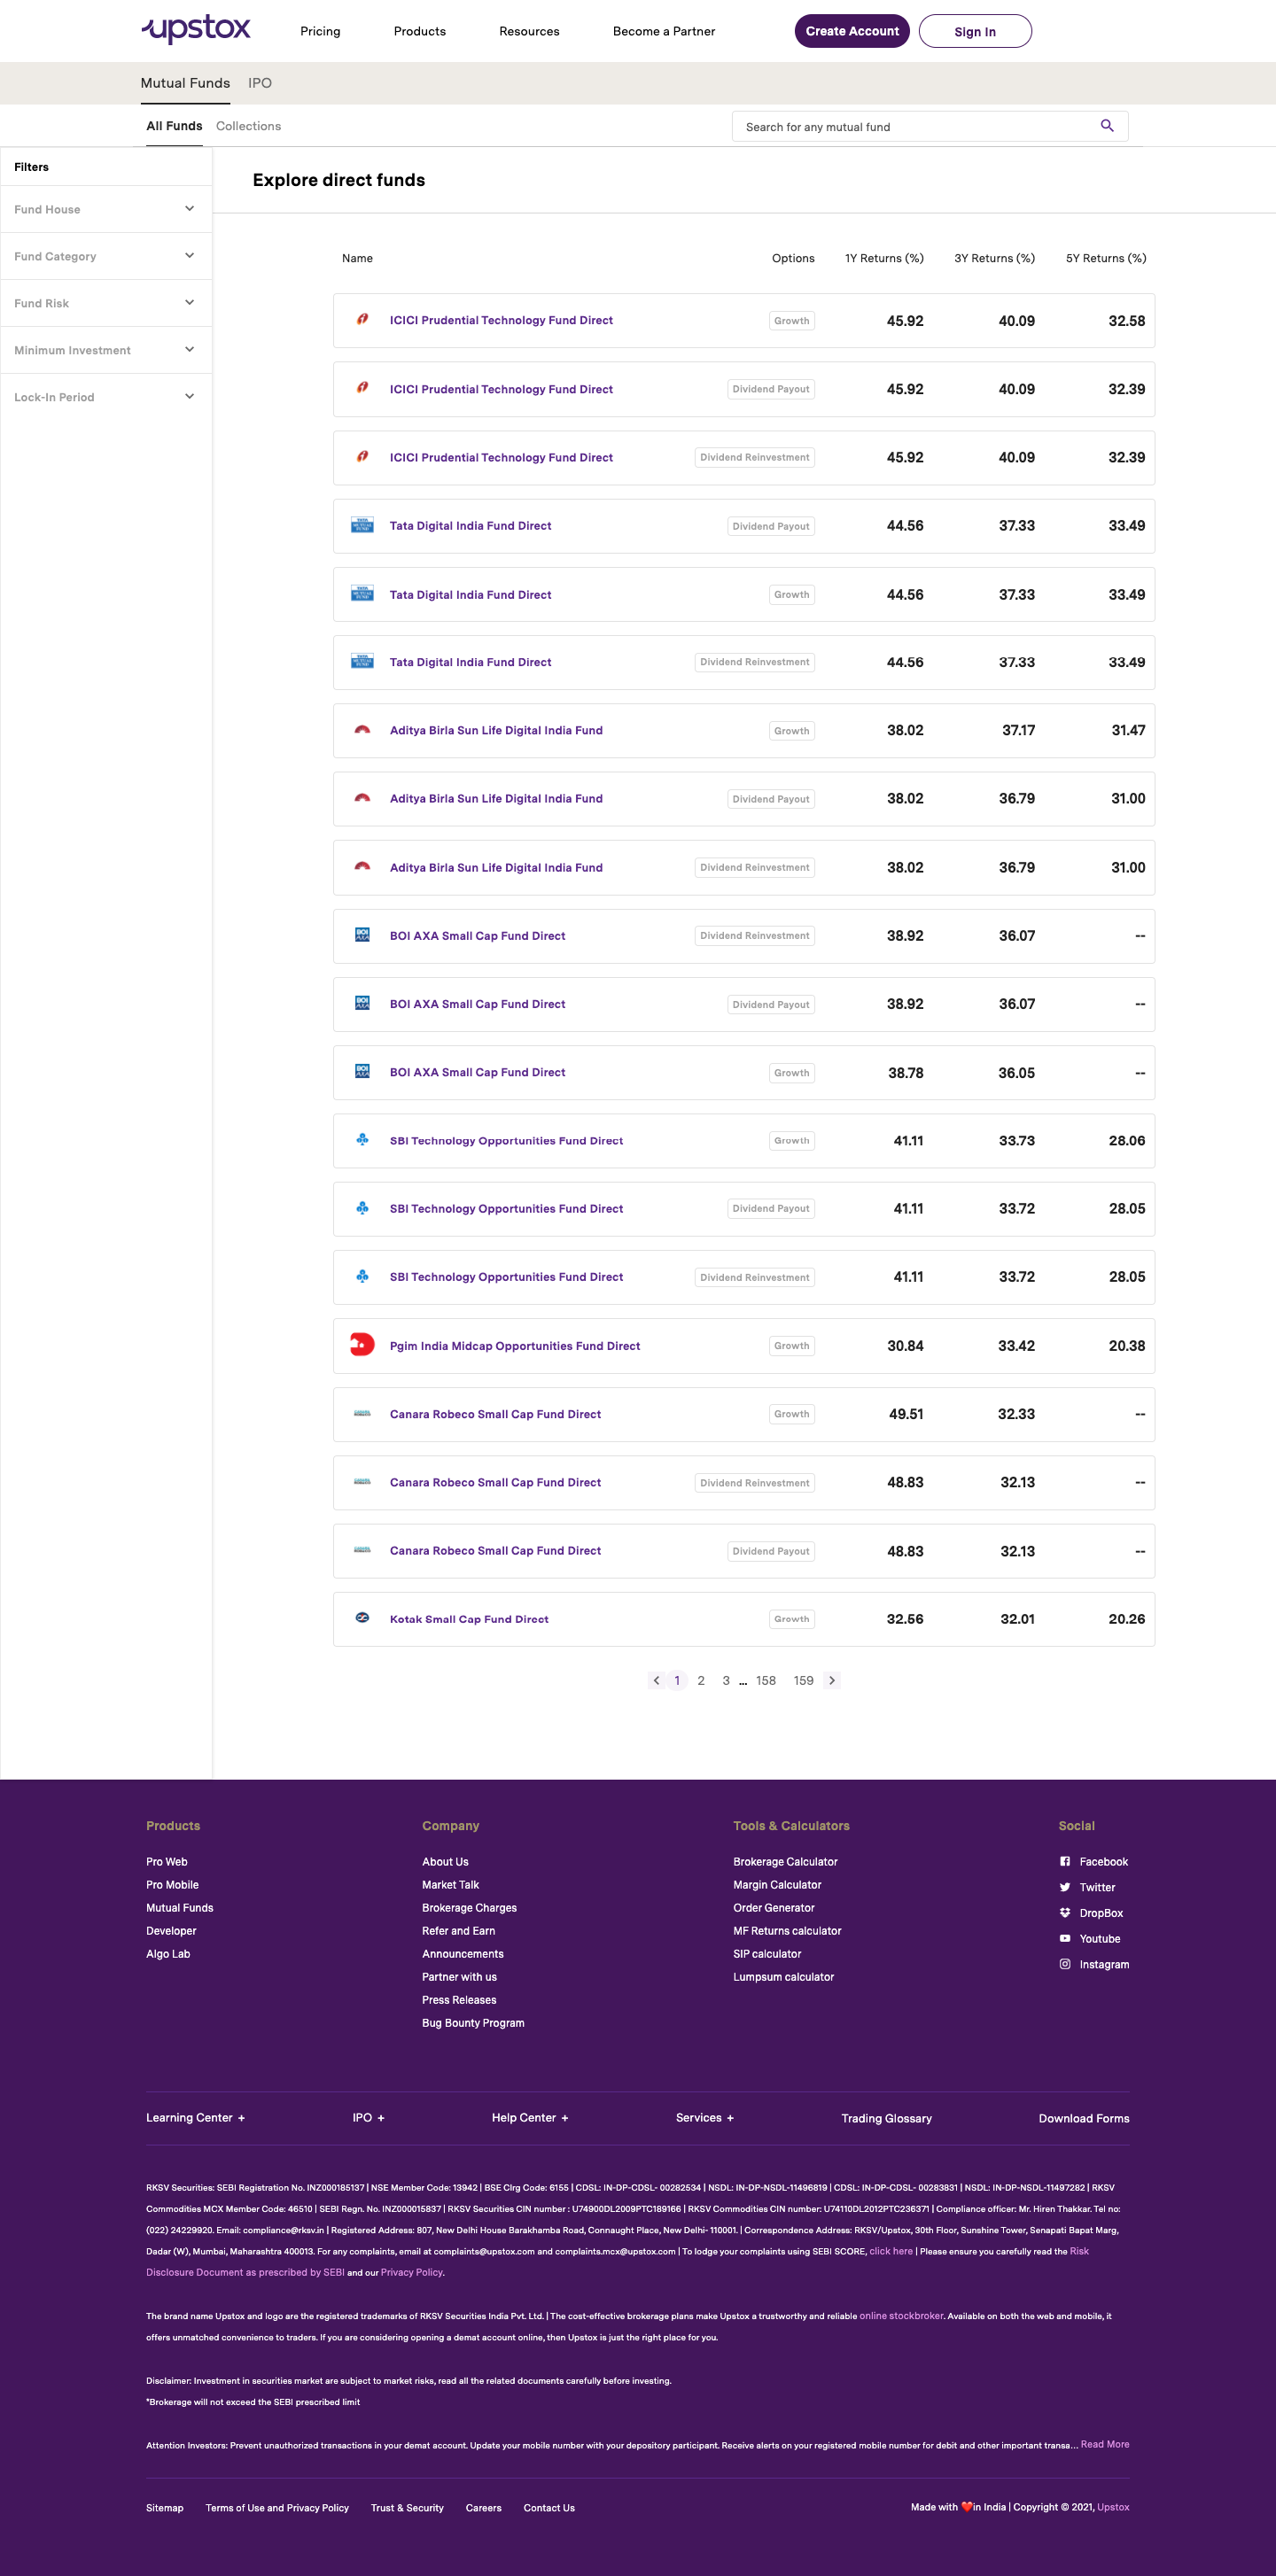 upstox Pricing Products Resources Become a Partner Create Account Sign In
Mutual Funds IPO
All Funds Collections Search for any mutual fund
Filters
Fund House
Fund Category
Fund Risk
Minimum Investment
Lock-In Period
Explore direct funds
Name Options 1Y Returns (%) 3Y Returns (%) 5Y Returns (%)
ICICI Prudential Technology Fund Direct Growth 45.92 40.09 32.58
ICICI Prudential Technology Fund Direct Dividend Payout 45.92 40.09 32.39
ICICI Prudential Technology Fund Direct Dividend Reinvestment 45.92 40.09 32.39
Tata Digital India Fund Direct Dividend Payout 44.56 37.33 33.49
Tata Digital India Fund Direct Growth 44.56 37.33 33.49
Tata Digital India Fund Direct Dividend Reinvestment 44.56 37.33 33.49
Aditya Birla Sun Life Digital India Fund Growth 38.02 37.17 31.47
Aditya Birla Sun Life Digital India Fund Dividend Payout 38.02 36.79 31.00
Aditya Birla Sun Life Digital India Fund Dividend Reinvestment 38.02 36.79 31.00
BOI AXA BOI AXA Small Cap Fund Direct Dividend Reinvestment 38.92 36.07 --
BOI AXA BOI AXA Small Cap Fund Direct Dividend Payout 38.92 36.07 --
BOI AXA BOI AXA Small Cap Fund Direct Growth 38.78 36.05 --
SBI Technology Opportunities Fund Direct Growth 41.11 33.73 28.06
SBI Technology Opportunities Fund Direct Dividend Payout 41.11 33.72 28.05
SBI Technology Opportunities Fund Direct Dividend Reinvestment 41.11 33.72 28.05
Pgim India Midcap Opportunities Fund Direct Growth 30.84 33.42 20.38
Canara Robeco Small Cap Fund Direct Growth 49.51 32.33 --
Canara Robeco Small Cap Fund Direct Dividend Reinvestment 48.83 32.13 --
Canara Robeco Small Cap Fund Direct Dividend Payout 48.83 32.13 --
Kotak Small Cap Fund Direct Growth 32.56 32.01 20.26
1 2 3 ... 158 159
Products
Pro Web
Pro Mobile
Mutual Funds
Developer
Algo Lab
Company
About Us
Market Talk
Brokerage Charges
Refer and Earn
Announcements
Partner with us
Press Releases
Bug Bounty Program
Tools & Calculators
Brokerage Calculator
Margin Calculator
Order Generator
MF Returns calculator
SIP calculator
Lumpsum calculator
Social
Facebook
Twitter
DropBox
Youtube
Instagram
Learning Center + IPO + Help Center + Services + Trading Glossary Download Forms
RKSV Securities: SEBI Registration No. INZ000185137 | NSE Member Code: 13942 | BSE Clrg Code: 6155 | CDSL: IN-DP-CDSL- 00282534 | NSDL: IN-DP-NSDL-11496819 | CDSL: IN-DP-CDSL- 00283831 | NSDL: IN-DP-NSDL-11497282 | RKSV
Commodities MCX Member Code: 46510 | SEBI Regn. No. INZ000015837 | RKSV Securities CIN number : U74900DL2009PTC189166 | RKSV Commodities CIN number: U74110DL2012PTC236371 | Compliance officer: Mr. Hiren Thakkar. Tel no:
(022) 24229920. Email: compliance@rksv.in | Registered Address: 807, New Delhi House Barakhamba Road, Connaught Place, New Delhi- 110001. | Correspondence Address: RKSV/Upstox, 30th Floor, Sunshine Tower, Senapati Bapat Marg,
Dadar (W), Mumbai, Maharashtra 400013. For any complaints, email at complaints@upstox.com and complaints.mcx@upstox.com | To lodge your complaints using SEBI SCORE, click here | Please ensure you carefully read the Risk
Disclosure Document as prescribed by SEBI and our Privacy Policy.
The brand name Upstox and logo are the registered trademarks of RKSV Securities India Pvt. Ltd. | The cost-effective brokerage plans make Upstox a trustworthy and reliable online stockbroker. Available on both the web and mobile, it
offers unmatched convenience to traders. If you are considering opening a demat account online, then Upstox is just the right place for you.
Disclaimer: Investment in securities market are subject to market risks, read all the related documents carefully before investing.
*Brokerage will not exceed the SEBI prescribed limit
Attention Investors: Prevent unauthorized transactions in your demat account. Update your mobile number with your depository participant. Receive alerts on your registered mobile number for debit and other important transa... Read More
Sitemap Terms of Use and Privacy Policy Trust & Security Careers Contact Us Made with ❤️in India | Copyright © 2021, Upstox